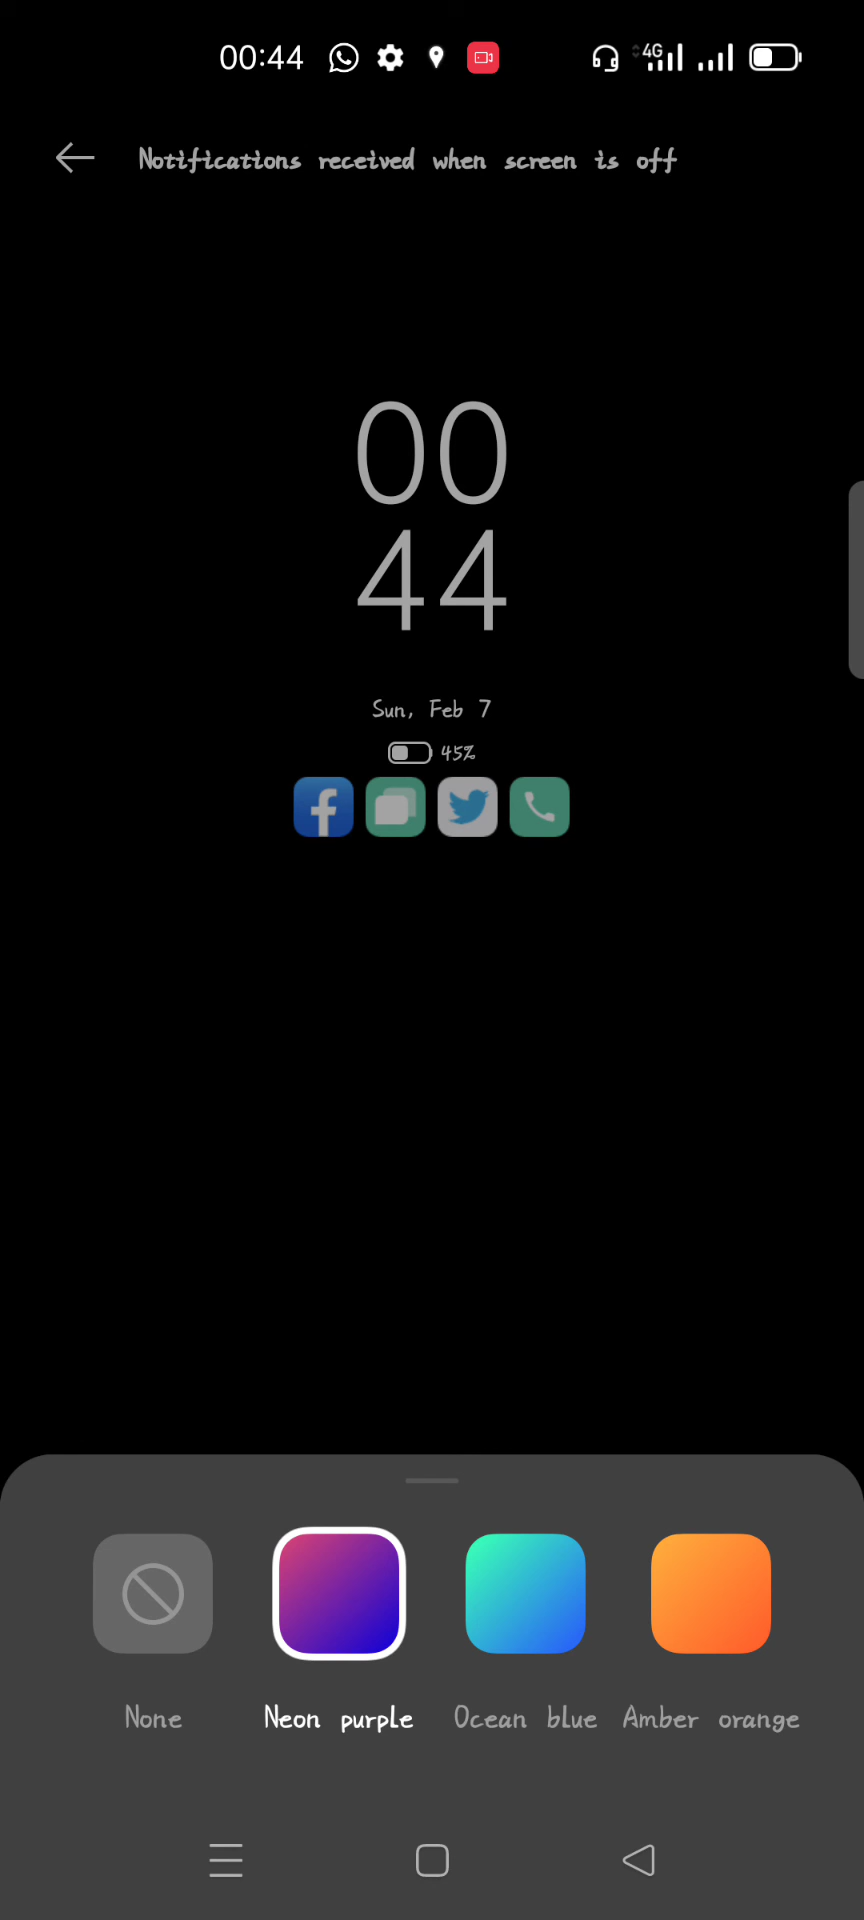 00:44 4G
Notifications received when screen is off
00
44
Sun, Feb 7
45%
None Neon purple Ocean blue Amber orange